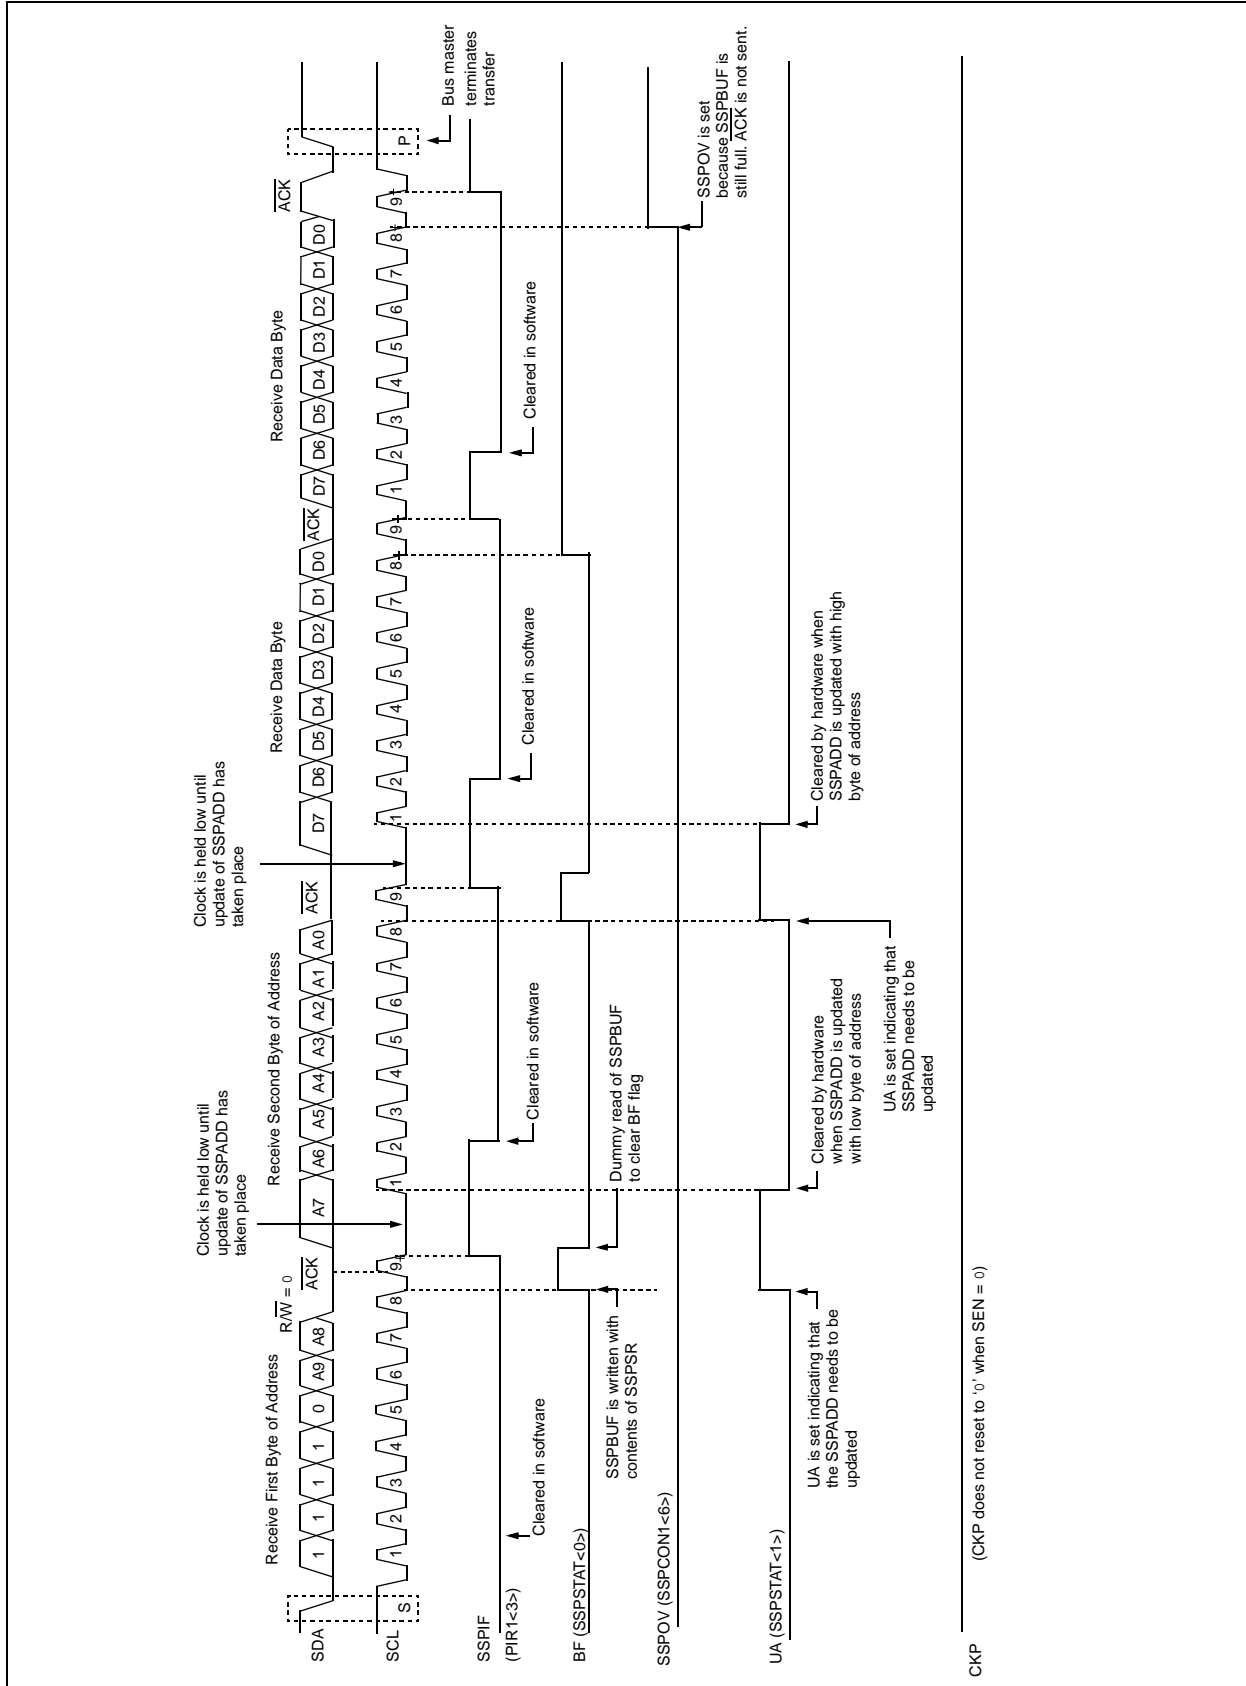 Receive First Byte of Address
R/W = 0
ACK
Clock is held low until
update of SSPADD has
taken place
Receive Second Byte of Address
ACK
Clock is held low until
update of SSPADD has
taken place
Receive Data Byte
ACK
Receive Data Byte
ACK
SDA
1 1 1 1 0 A9 A8
A7 A6 A5 A4 A3 A2 A1 A0
D7 D6 D5 D4 D3 D2 D1 D0
D7 D6 D5 D4 D3 D2 D1 D0
SCL
S
1 2 3 4 5 6 7 8 9
1 2 3 4 5 6 7 8 9
1 2 3 4 5 6 7 8 9
1 2 3 4 5 6 7 8 9
P
Bus master
terminates
transfer
SSPIF
(PIR1<3>)
Cleared in software
Cleared in software
Cleared in software
Cleared in software
BF (SSPSTAT<0>)
SSPBUF is written with
contents of SSPSR
Dummy read of SSPBUF
to clear BF flag
SSPOV (SSPCON1<6>)
SSPOV is set
because SSPBUF is
still full. ACK is not sent.
UA (SSPSTAT<1>)
UA is set indicating that
the SSPADD needs to be
updated
Cleared by hardware
when SSPADD is updated
with low byte of address
UA is set indicating that
SSPADD needs to be
updated
Cleared by hardware when
SSPADD is updated with high
byte of address
CKP
(CKP does not reset to ‘0’ when SEN = 0)